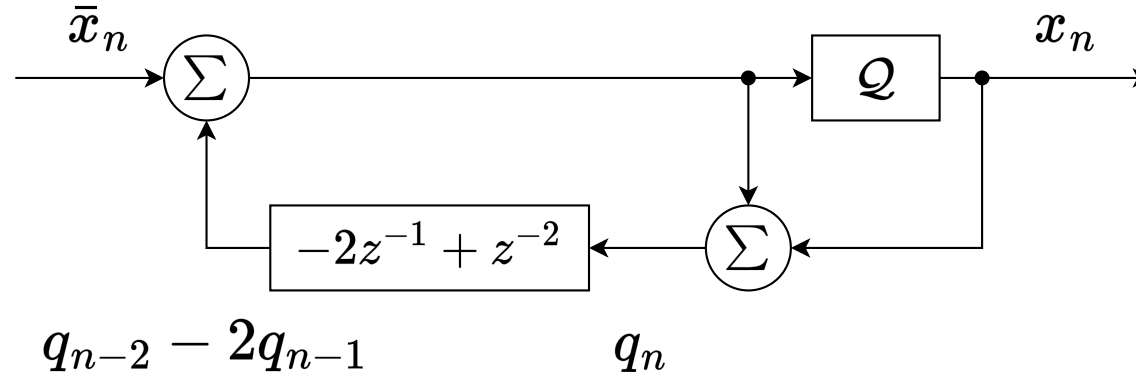 x̄ₙ
xₙ
∑
𝒬
−2z⁻¹ + z⁻²
∑
qₙ₋₂ − 2qₙ₋₁
qₙ